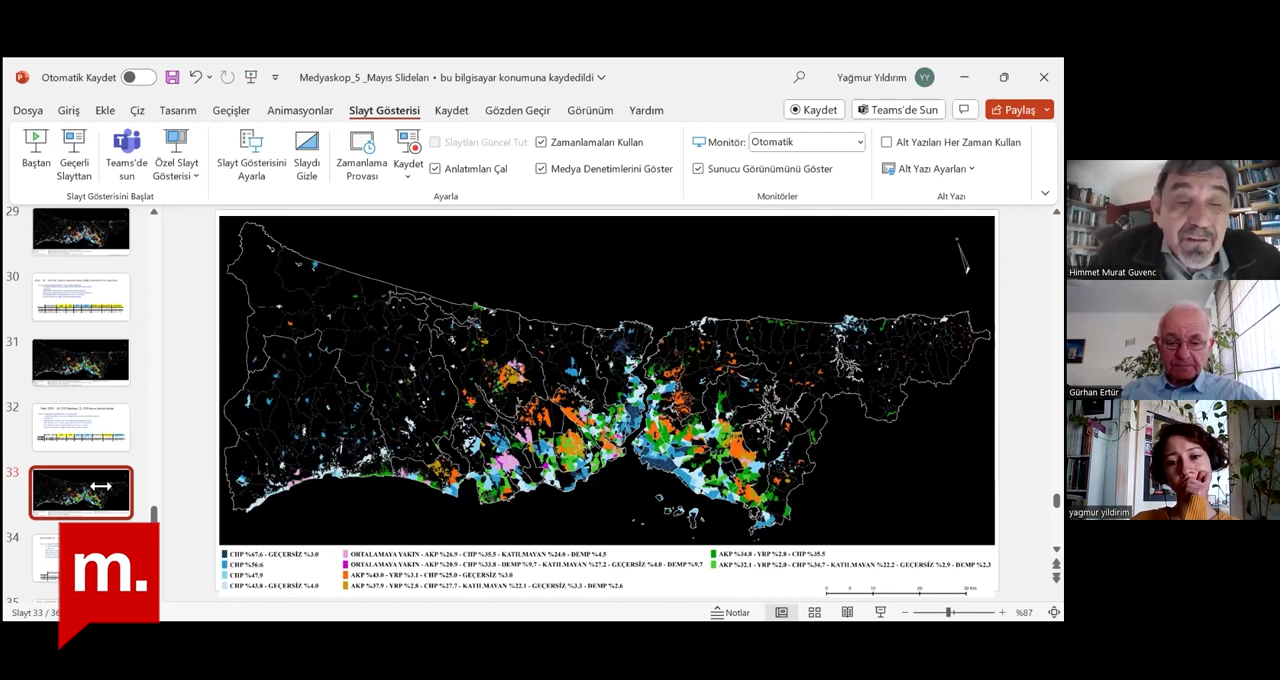 Otomatik Kaydet
Medyaskop_5 _Mayıs Slideları • bu bilgisayar konumuna kaydedildi
Yağmur Yıldırım
YY
Dosya Giriş Ekle Çiz Tasarım Geçişler Animasyonlar Slayt Gösterisi Kaydet Gözden Geçir Görünüm Yardım
Kaydet
Teams'de Sun
Paylaş
Baştan
Geçerli Slayttan
Teams'de sun
Özel Slayt Gösterisi
Slayt Gösterisini Ayarla
Slaydı Gizle
Zamanlama Provası
Kaydet
Slaytları Güncel Tut
Anlatımları Çal
Zamanlamaları Kullan
Medya Denetimlerini Göster
Monitör: Otomatik
Sunucu Görünümünü Göster
Alt Yazıları Her Zaman Kullan
Alt Yazı Ayarları
Slayt Gösterisini Başlat
Ayarla
Monitörler
Alt Yazı
29
30
31
32
33
34
35
CHP %67.6 - GEÇERSİZ %3.0
CHP %56:6
CHP %47.9
CHP %43.8 - GEÇERSİZ %4.0
ORTALAMAYA YAKIN - AKP %26.9 - CHP %35.5 - KATILMAYAN %24.0 - DEMP %4.5
ORTALAMAYA YAKIN - AKP %20.9 - CHP %33.8 - DEMP %9.7 - KATILMAYAN %27.2 - GEÇERSİZ %4.0 - DEMP %9.7
AKP %43.0 - YRP %3.1 - CHP %25.0 - GEÇERSİZ %3.0
AKP %37.9 - YRP %2.8 - CHP %27.7 - KATILMAYAN %22.1 - GEÇERSİZ %3.3 - DEMP %2.6
AKP %34.8 - YRP %2.8 - CHP %35.5
AKP %32.1 - YRP %2.0 - CHP %34.7 - KATILMAYAN %22.2 - GEÇERSİZ %2.9 - DEMP %2.3
0 5 10 20 30 Km
Slayt 33 / 36
Notlar
%87
m.
Himmet Murat Guvenc
Gürhan Ertür
yagmur yildirim